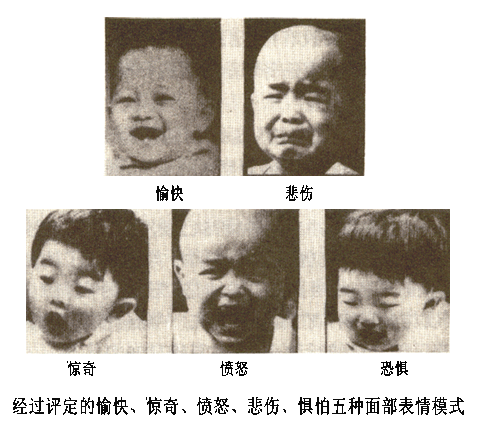 愉快 悲伤
惊奇 愤怒 恐惧
经过评定的愉快、惊奇、愤怒、悲伤、惧怕五种面部表情模式